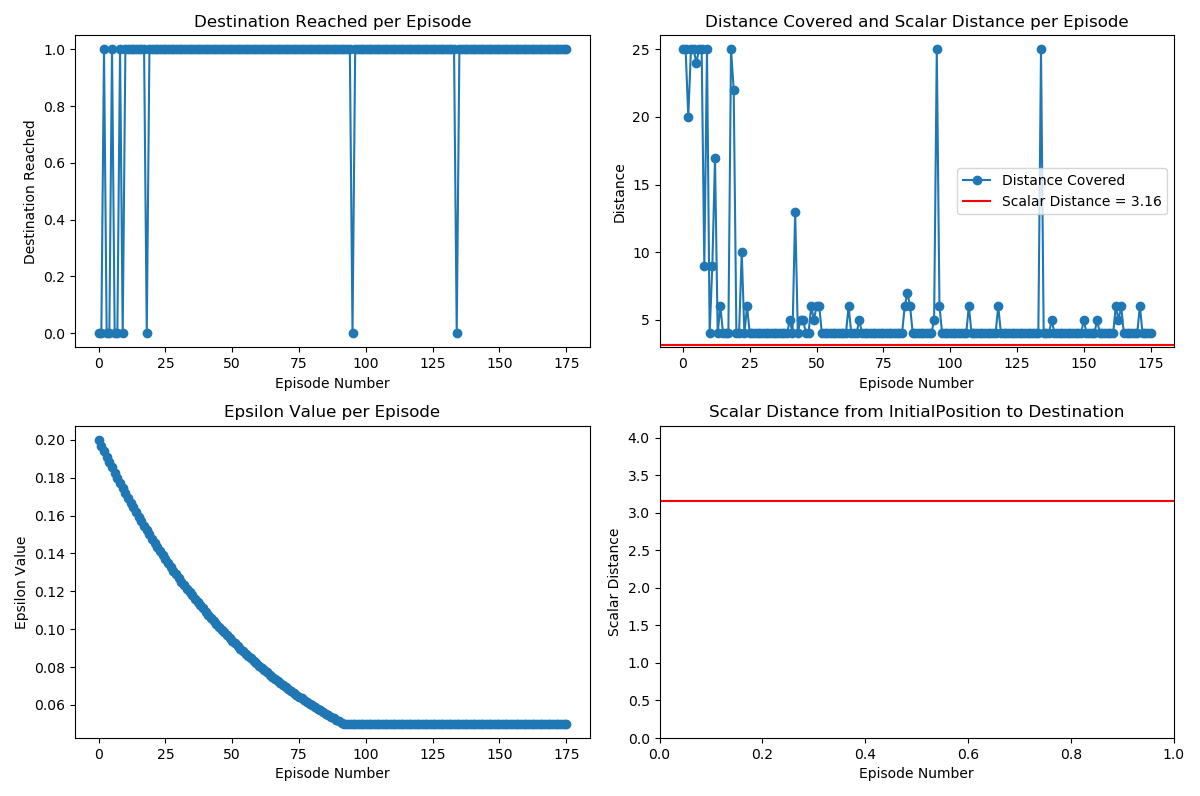 Destination Reached per Episode
Destination Reached
1.0
0.8
0.6
0.4
0.2
0.0
0 25 50 75 100 125 150 175
Episode Number
Distance Covered and Scalar Distance per Episode
Distance
25
20
15
10
5
Distance Covered
Scalar Distance = 3.16
0 25 50 75 100 125 150 175
Episode Number
Epsilon Value per Episode
Epsilon Value
0.20
0.18
0.16
0.14
0.12
0.10
0.08
0.06
0 25 50 75 100 125 150 175
Episode Number
Scalar Distance from InitialPosition to Destination
Scalar Distance
4.0
3.5
3.0
2.5
2.0
1.5
1.0
0.5
0.0
0.0 0.2 0.4 0.6 0.8 1.0
Episode Number